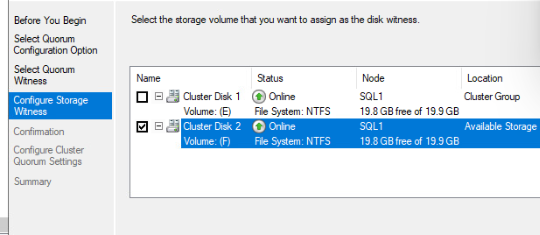 Before You Begin
Select Quorum
Configuration Option
Select Quorum
Witness
Configure Storage
Witness
Confirmation
Configure Cluster
Quorum Settings
Summary
Select the storage volume that you want to assign as the disk witness.
Name Status Node Location
Cluster Disk 1 Online SQL1 Cluster Group
Volume: (E) File System: NTFS 19.8 GB free of 19.9 GB
Cluster Disk 2 Online SQL1 Available Storage
Volume: (F) File System: NTFS 19.8 GB free of 19.9 GB